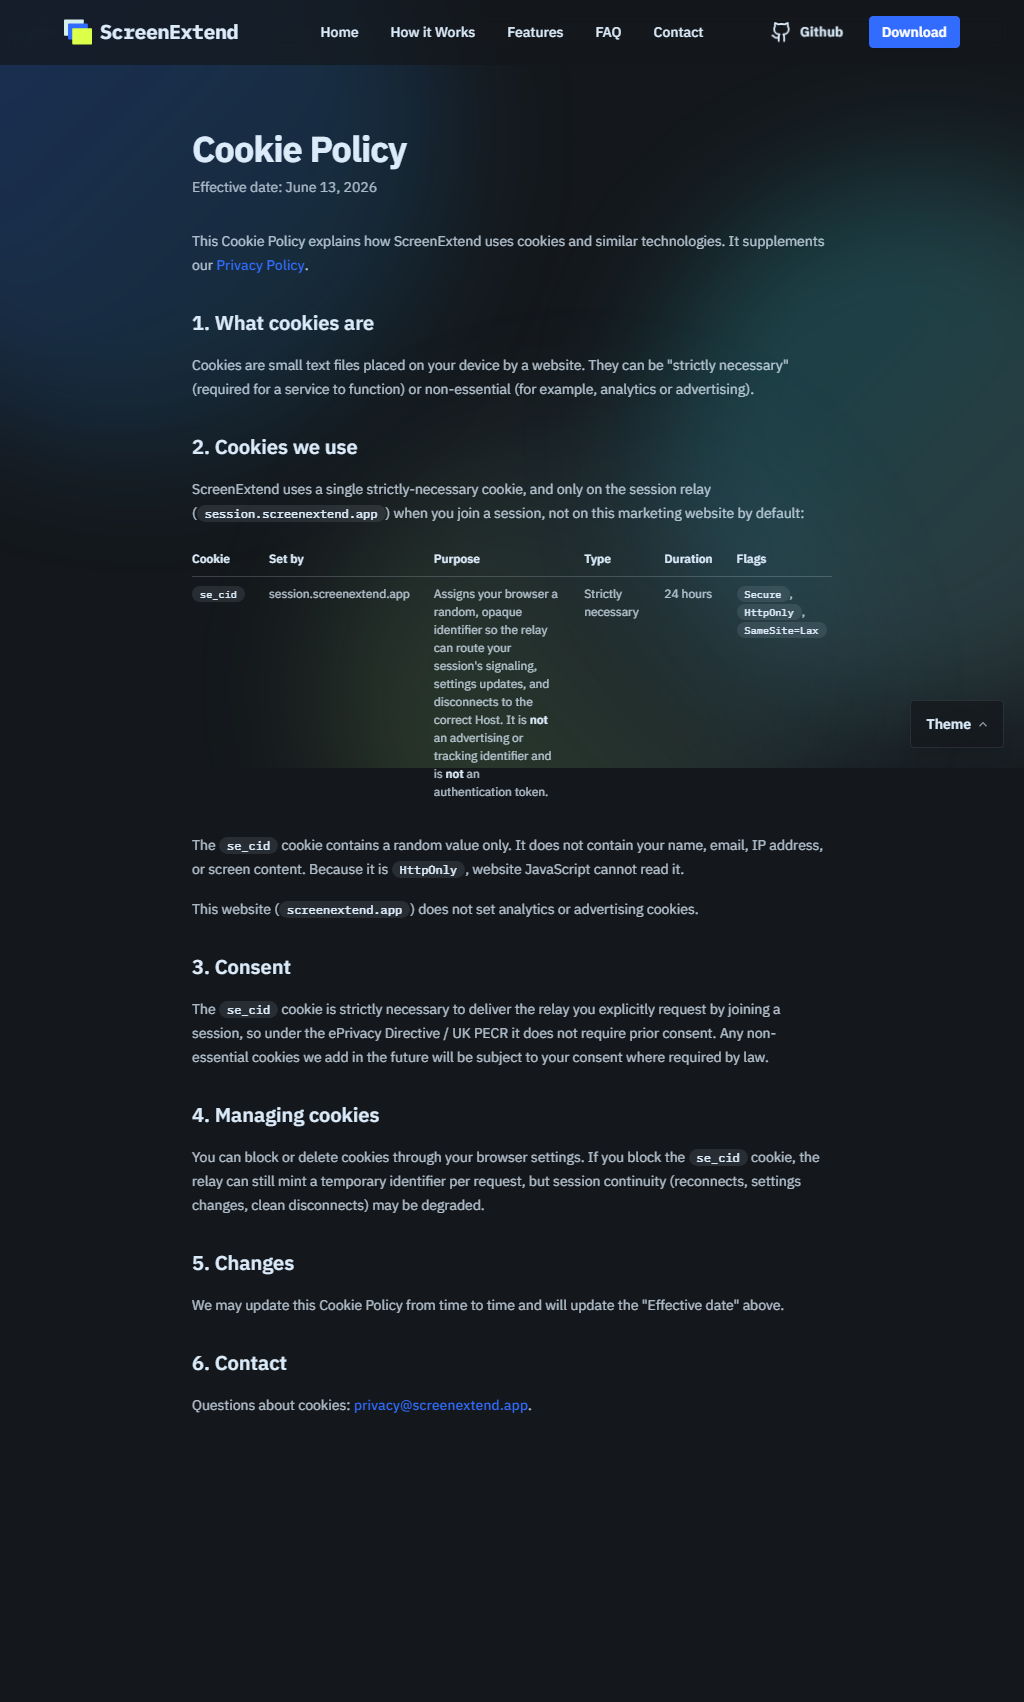 ScreenExtend
Home
How it Works
Features
FAQ
Contact
Github
Download
Cookie Policy
Effective date: June 13, 2026
This Cookie Policy explains how ScreenExtend uses cookies and similar technologies. It supplements
our Privacy Policy.
1. What cookies are
Cookies are small text files placed on your device by a website. They can be "strictly necessary"
(required for a service to function) or non-essential (for example, analytics or advertising).
2. Cookies we use
ScreenExtend uses a single strictly-necessary cookie, and only on the session relay
(session.screenextend.app) when you join a session, not on this marketing website by default:
Cookie
Set by
Purpose
Type
Duration
Flags
se_cid
session.screenextend.app
Assigns your browser a
random, opaque
identifier so the relay
can route your
session's signaling,
settings updates, and
disconnects to the
correct Host. It is not
an advertising or
tracking identifier and
is not an
authentication token.
Strictly
necessary
24 hours
Secure,
HttpOnly,
SameSite=Lax
Theme
The se_cid cookie contains a random value only. It does not contain your name, email, IP address,
or screen content. Because it is HttpOnly, website JavaScript cannot read it.
This website (screenextend.app) does not set analytics or advertising cookies.
3. Consent
The se_cid cookie is strictly necessary to deliver the relay you explicitly request by joining a
session, so under the ePrivacy Directive / UK PECR it does not require prior consent. Any non-
essential cookies we add in the future will be subject to your consent where required by law.
4. Managing cookies
You can block or delete cookies through your browser settings. If you block the se_cid cookie, the
relay can still mint a temporary identifier per request, but session continuity (reconnects, settings
changes, clean disconnects) may be degraded.
5. Changes
We may update this Cookie Policy from time to time and will update the "Effective date" above.
6. Contact
Questions about cookies: privacy@screenextend.app.